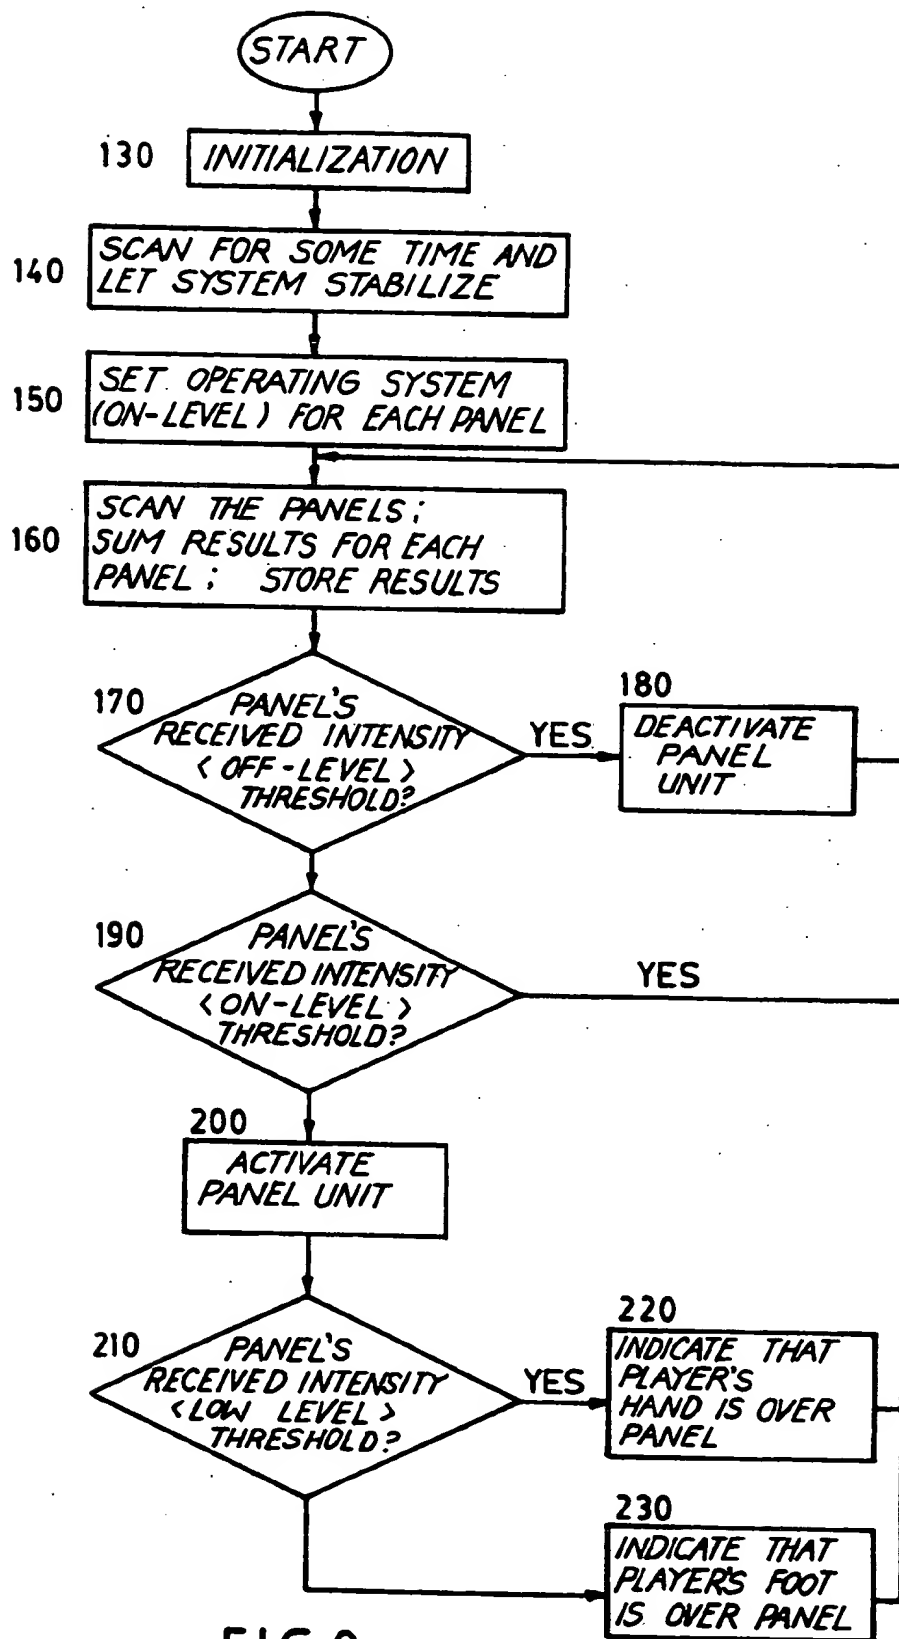 START
130
INITIALIZATION
140
SCAN FOR SOME TIME AND
LET SYSTEM STABILIZE
150
SET OPERATING SYSTEM
(ON-LEVEL) FOR EACH PANEL
160
SCAN THE PANELS;
SUM RESULTS FOR EACH
PANEL; STORE RESULTS
170
PANEL'S
RECEIVED INTENSITY
<OFF-LEVEL>
THRESHOLD?
YES
180
DEACTIVATE
PANEL
UNIT
190
PANEL'S
RECEIVED INTENSITY
<ON-LEVEL>
THRESHOLD?
YES
200
ACTIVATE
PANEL UNIT
210
PANEL'S
RECEIVED INTENSITY
<LOW LEVEL>
THRESHOLD?
YES
220
INDICATE THAT
PLAYER'S
HAND IS OVER
PANEL
230
INDICATE THAT
PLAYER'S FOOT
IS OVER PANEL